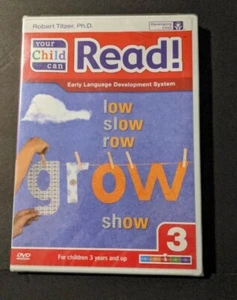 Robert Titzer, Ph.D.
your
child
can
Read!
Early Language Development System
low
slow
row
grow
show
3
DVD
For children 3 years and up